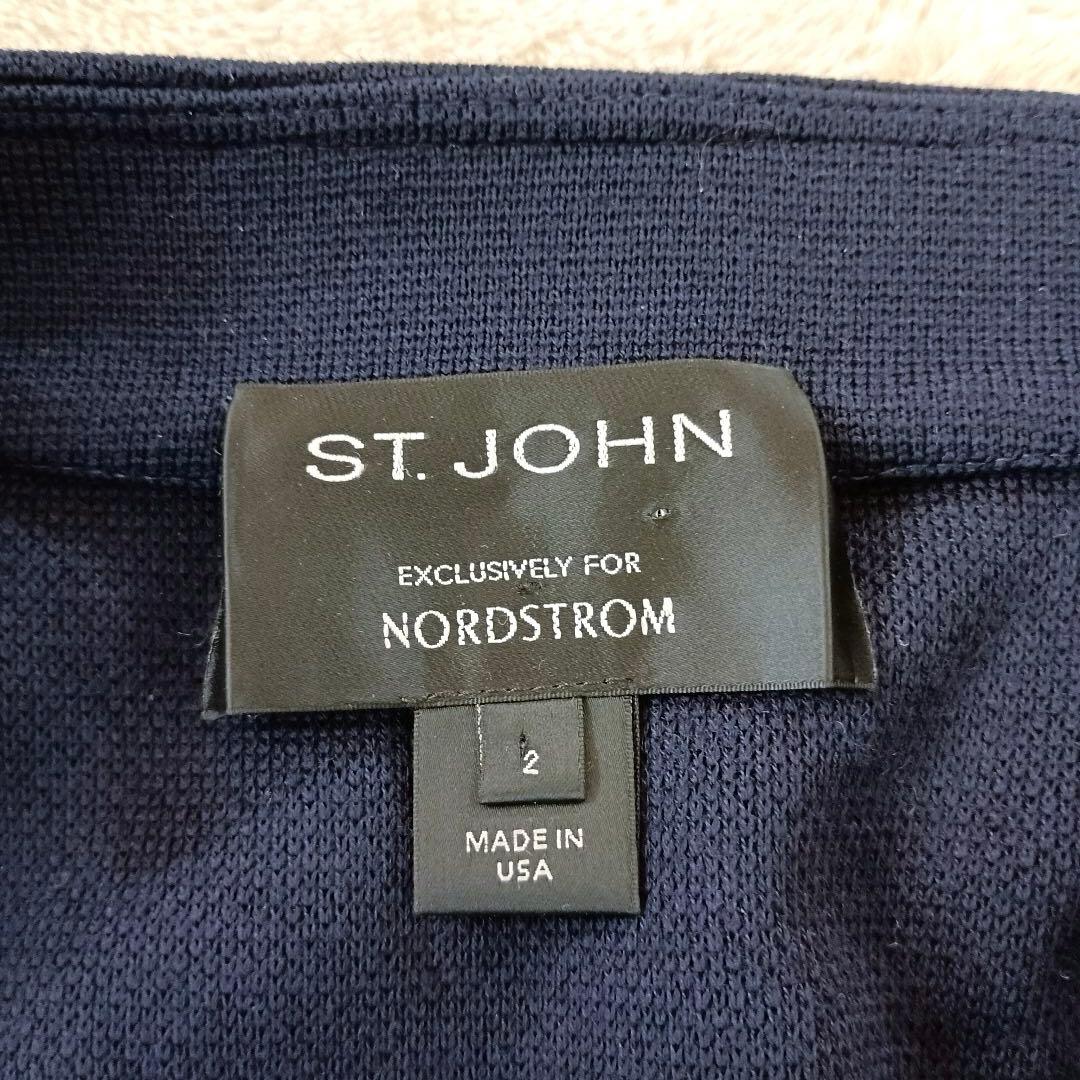 ST. JOHN
EXCLUSIVELY FOR
NORDSTROM
2
MADE IN
USA